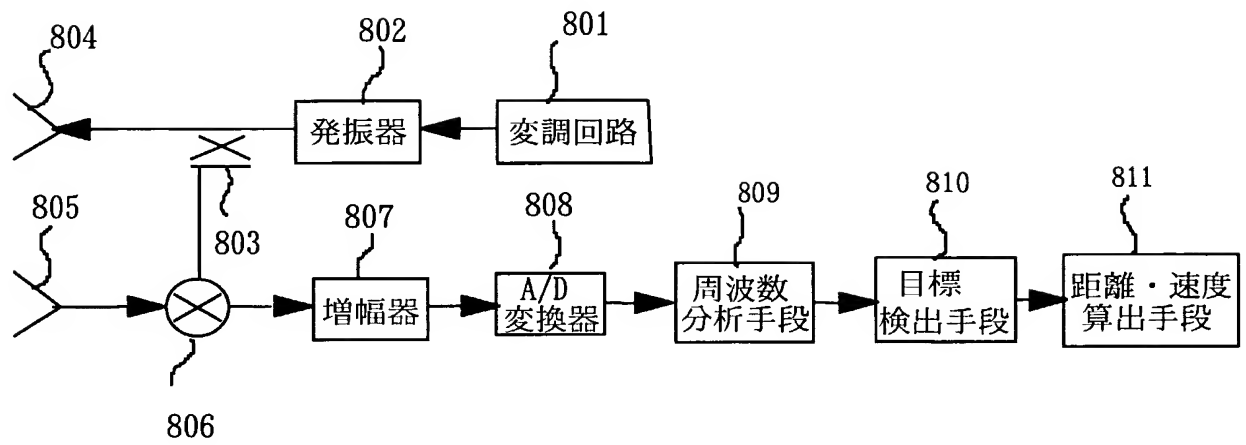 804
802
801
発振器
変調回路
805
803
807
808
809
810
811
増幅器
A/D
変換器
周波数
分析手段
目標
検出手段
距離・速度
算出手段
806